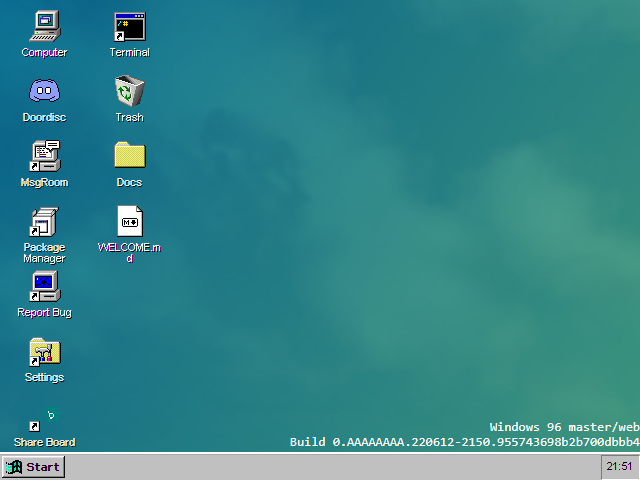 Computer
Terminal
Doordisc
Trash
MsgRoom
Docs
Package
Manager
WELCOME.m
d
Report Bug
Settings
Share Board
Windows 96 master/web
Build 0.AAAAAAAA.220612-2150.955743698b2b700dbbb4
Start
21:51